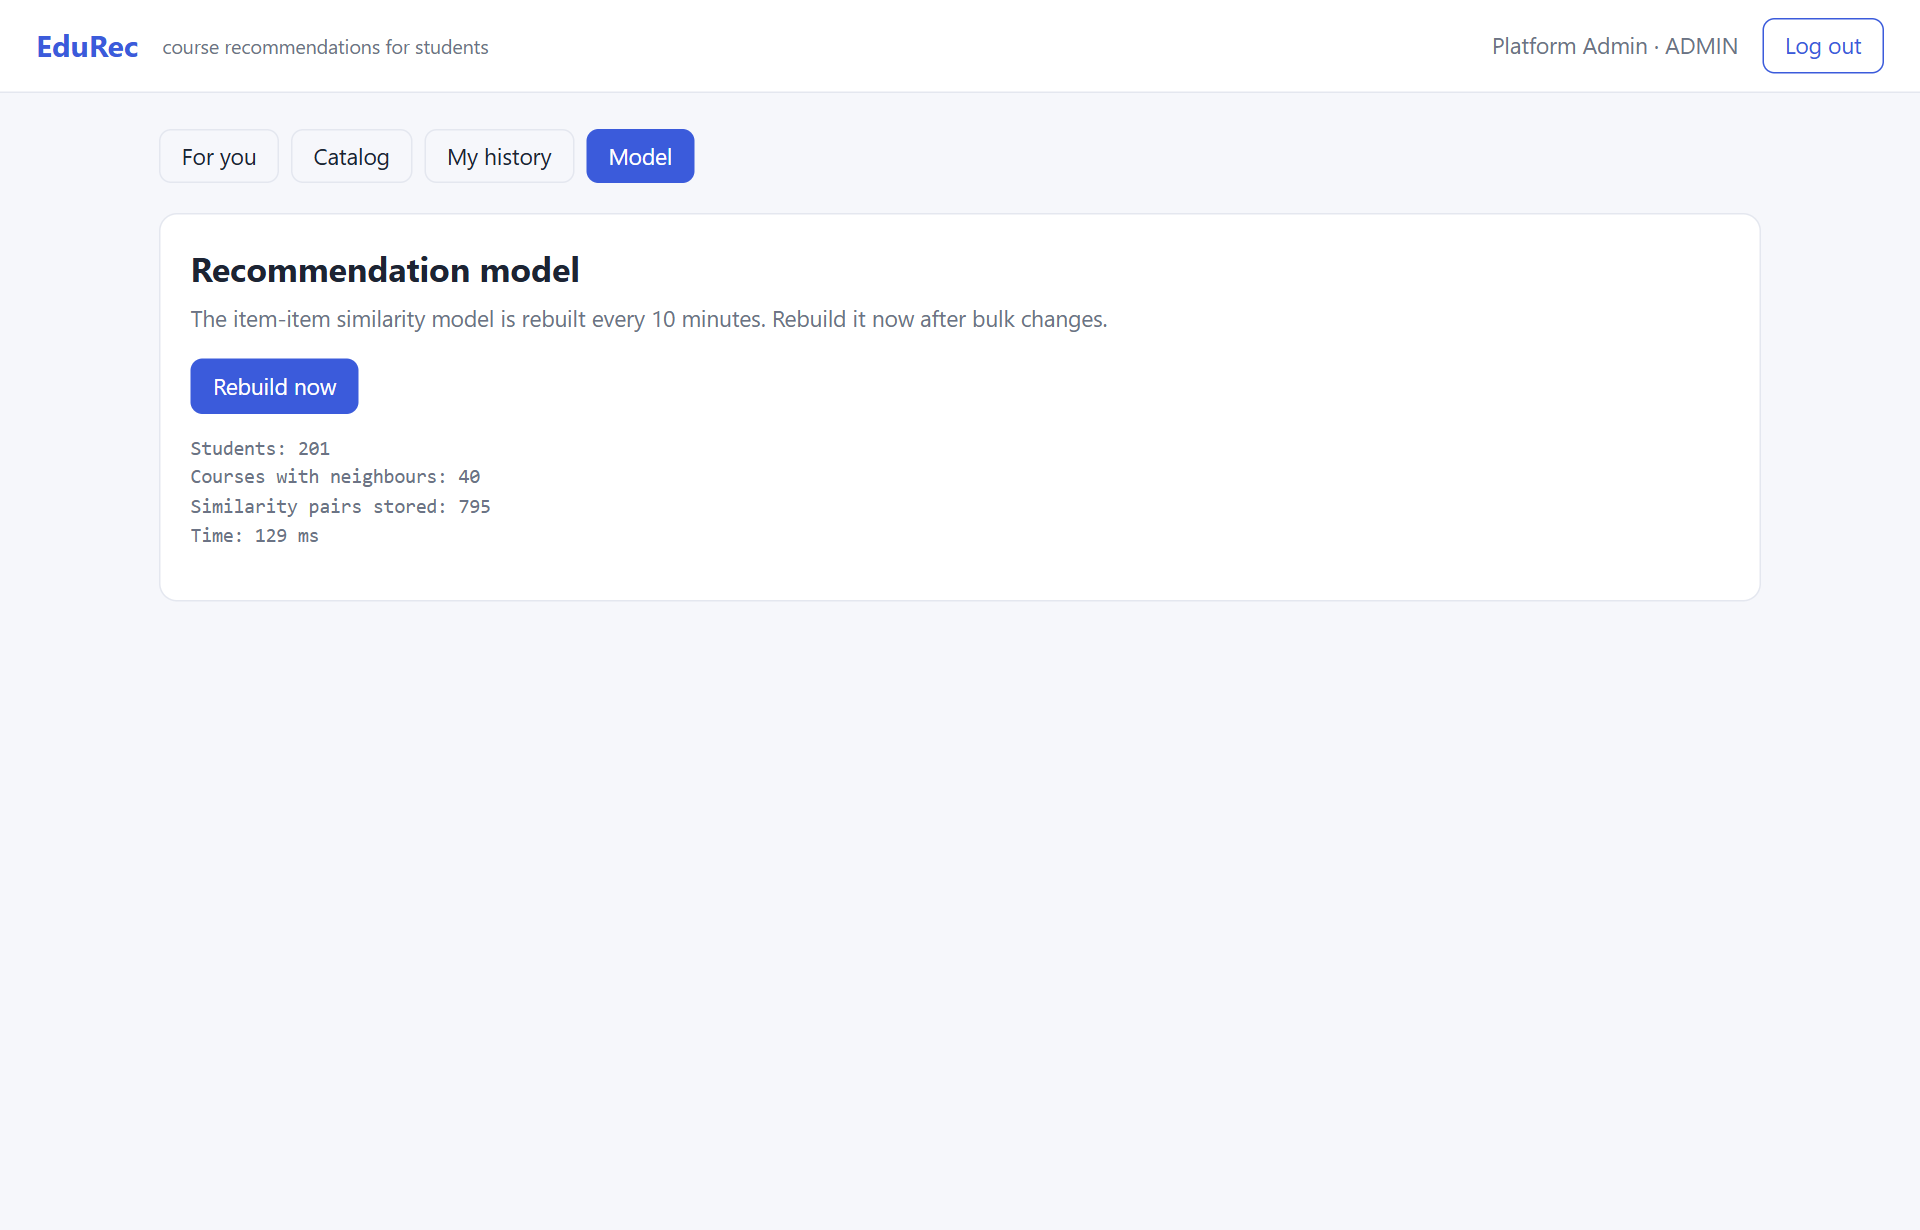 EduRec course recommendations for students Platform Admin · ADMIN Log out
For you Catalog My history Model
Recommendation model
The item-item similarity model is rebuilt every 10 minutes. Rebuild it now after bulk changes.
Rebuild now
Students: 201
Courses with neighbours: 40
Similarity pairs stored: 795
Time: 129 ms